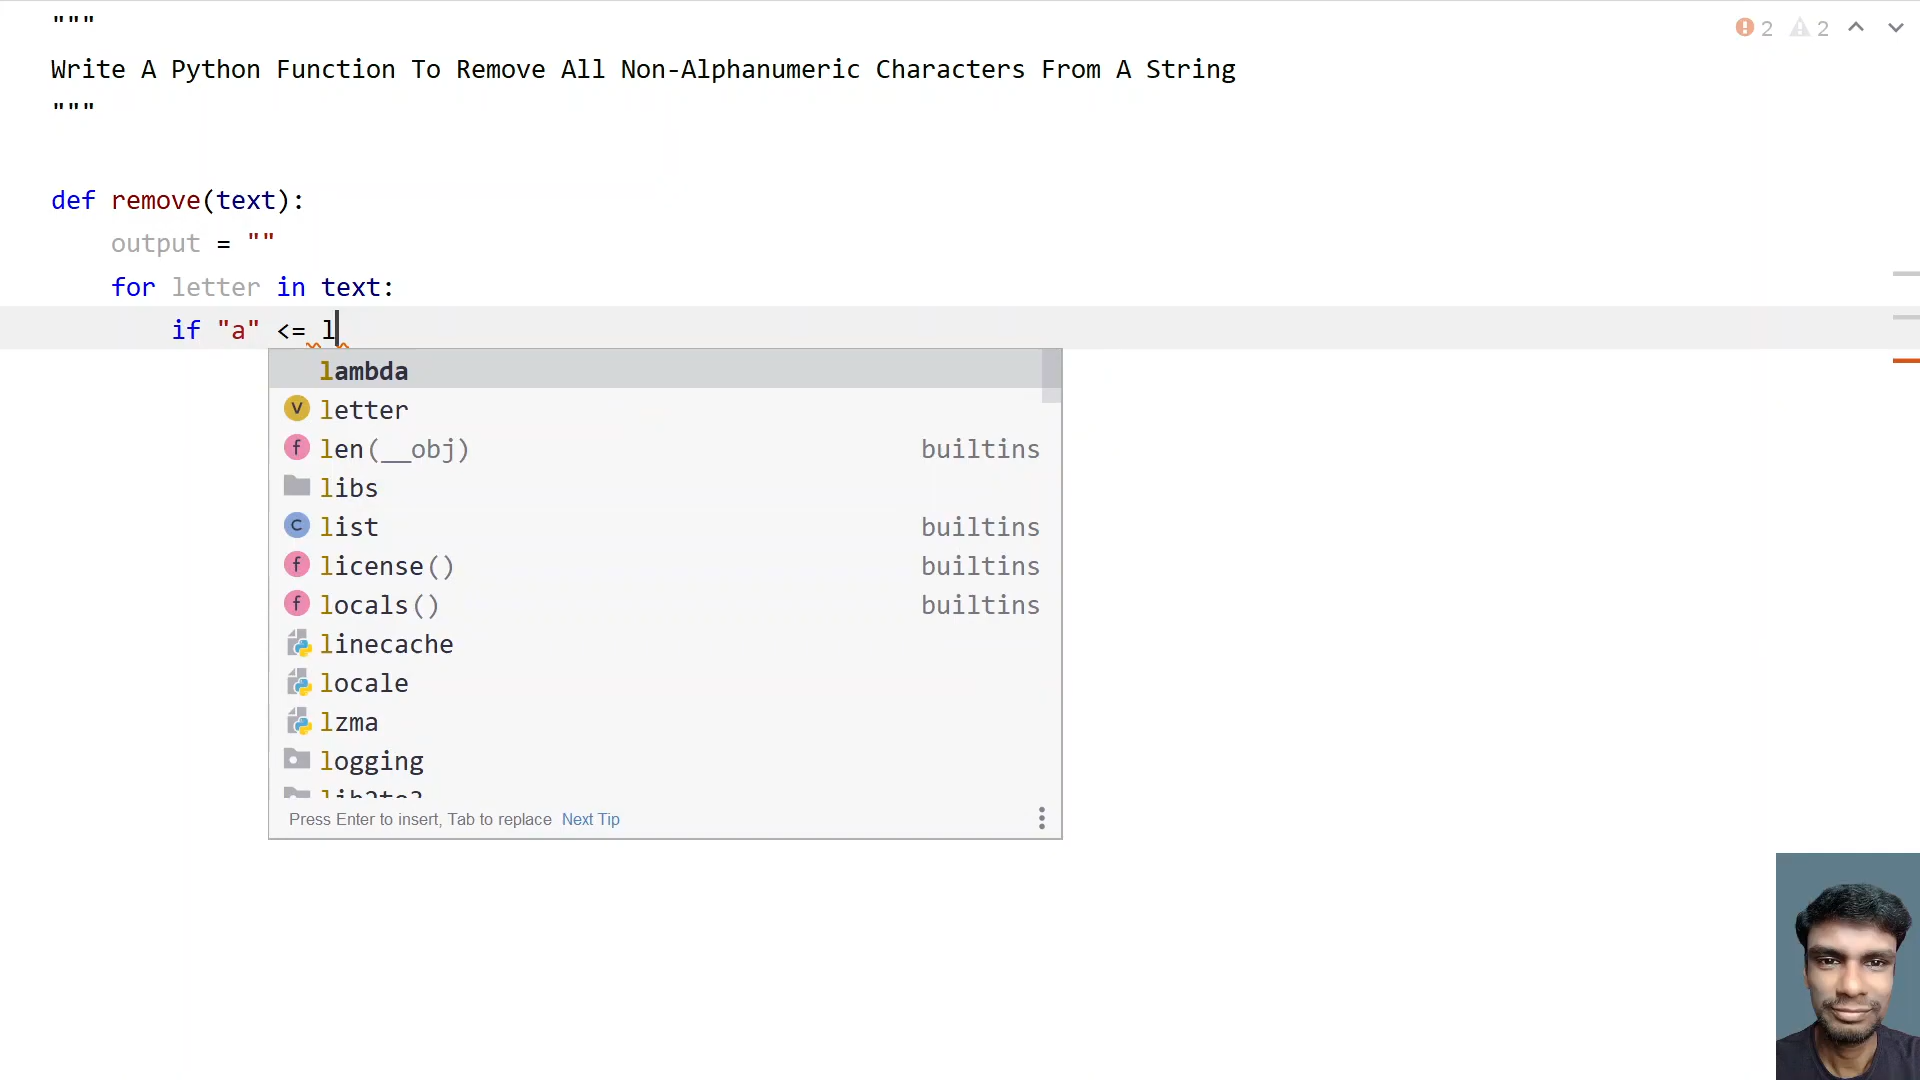 """
2 2
Write A Python Function To Remove All Non-Alphanumeric Characters From A String
"""
def remove(text):
output = ""
for letter in text:
if "a" <= l
lambda
V letter
f len(__obj) builtins
libs
C list builtins
f license() builtins
f locals() builtins
linecache
locale
lzma
logging
lib2to3
Press Enter to insert, Tab to replace Next Tip